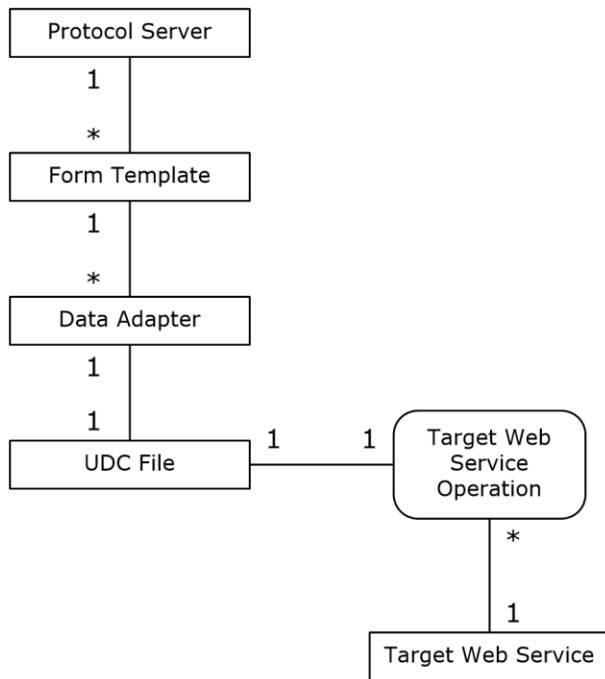 Protocol Server
1
*
Form Template
1
*
Data Adapter
1
1
UDC File
1 1
Target Web
Service
Operation
*
1
Target Web Service